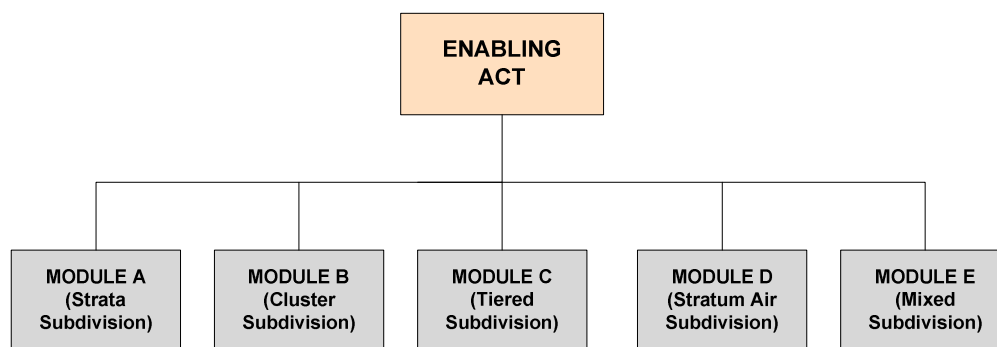 ENABLING
ACT
MODULE A
(Strata
Subdivision)
MODULE B
(Cluster
Subdivision)
MODULE C
(Tiered
Subdivision)
MODULE D
(Stratum Air
Subdivision)
MODULE E
(Mixed
Subdivision)